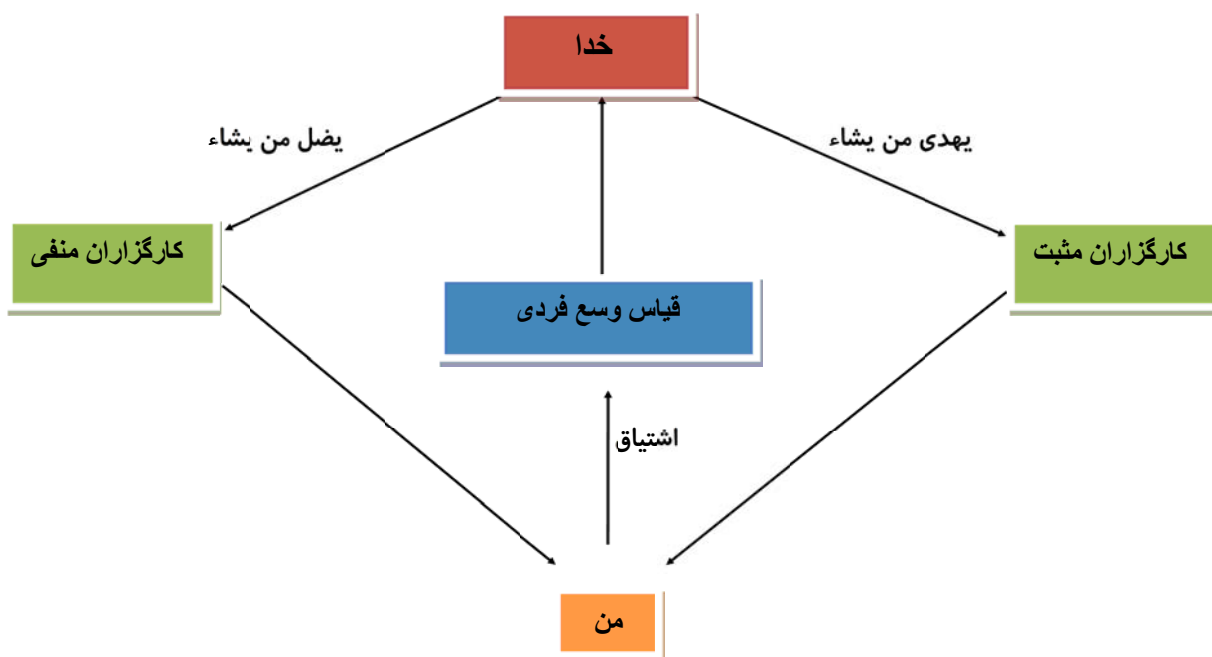 خدا
یهدی من یشاء
یضل من یشاء
کارگزاران مثبت
کارگزاران منفی
قیاس وسع فردی
اشتیاق
من